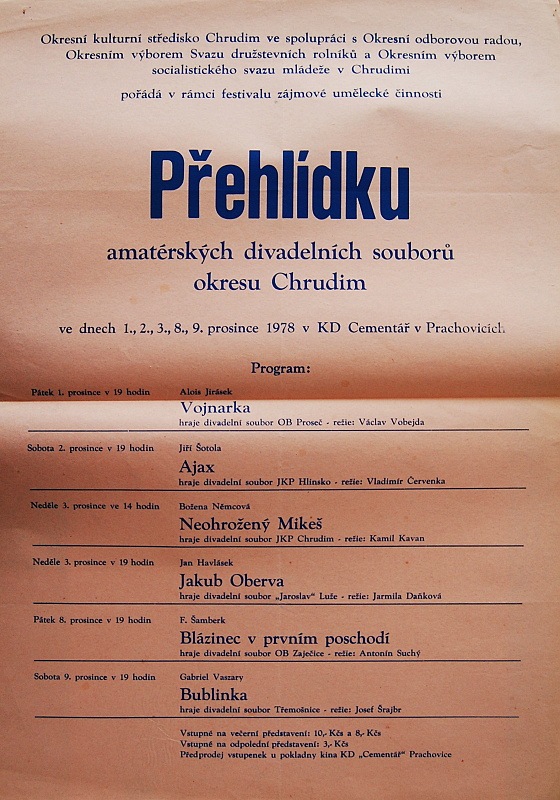 Okresní kulturní středisko Chrudim ve spolupráci s Okresní odborovou radou,
Okresním výborem Svazu družstevních rolníků a Okresním výborem
socialistického svazu mládeže v Chrudimi
pořádá v rámci festivalu zájmové umělecké činnosti
Přehlídku
amatérských divadelních souborů
okresu Chrudim
ve dnech 1., 2., 3., 8., 9. prosince 1978 v KD Cementář v Prachovicích
Program:
Pátek 1. prosince v 19 hodin
Alois Jirásek
Vojnarka
hraje divadelní soubor OB Proseč - režie: Václav Vobejda
Sobota 2. prosince v 19 hodin
Jiří Šotola
Ajax
hraje divadelní soubor JKP Hlinsko - režie: Vladimír Červenka
Neděle 3. prosince ve 14 hodin
Božena Němcová
Neohrožený Mikeš
hraje divadelní soubor JKP Chrudim - režie: Kamil Kavan
Neděle 3. prosince v 19 hodin
Jan Havlásek
Jakub Oberva
hraje divadelní soubor „Jaroslav“ Luže - režie: Jarmila Daňková
Pátek 8. prosince v 19 hodin
F. Šamberk
Blázinec v prvním poschodí
hraje divadelní soubor OB Zaječice - režie: Antonín Suchý
Sobota 9. prosince v 19 hodin
Gabriel Vaszary
Bublinka
hraje divadelní soubor Třemošnice - režie: Josef Šrajbr
Vstupné na večerní představení: 10,- Kčs a 8,- Kčs
Vstupné na odpolední představení: 3,- Kčs
Předprodej vstupenek u pokladny kina KD „Cementář“ Prachovice